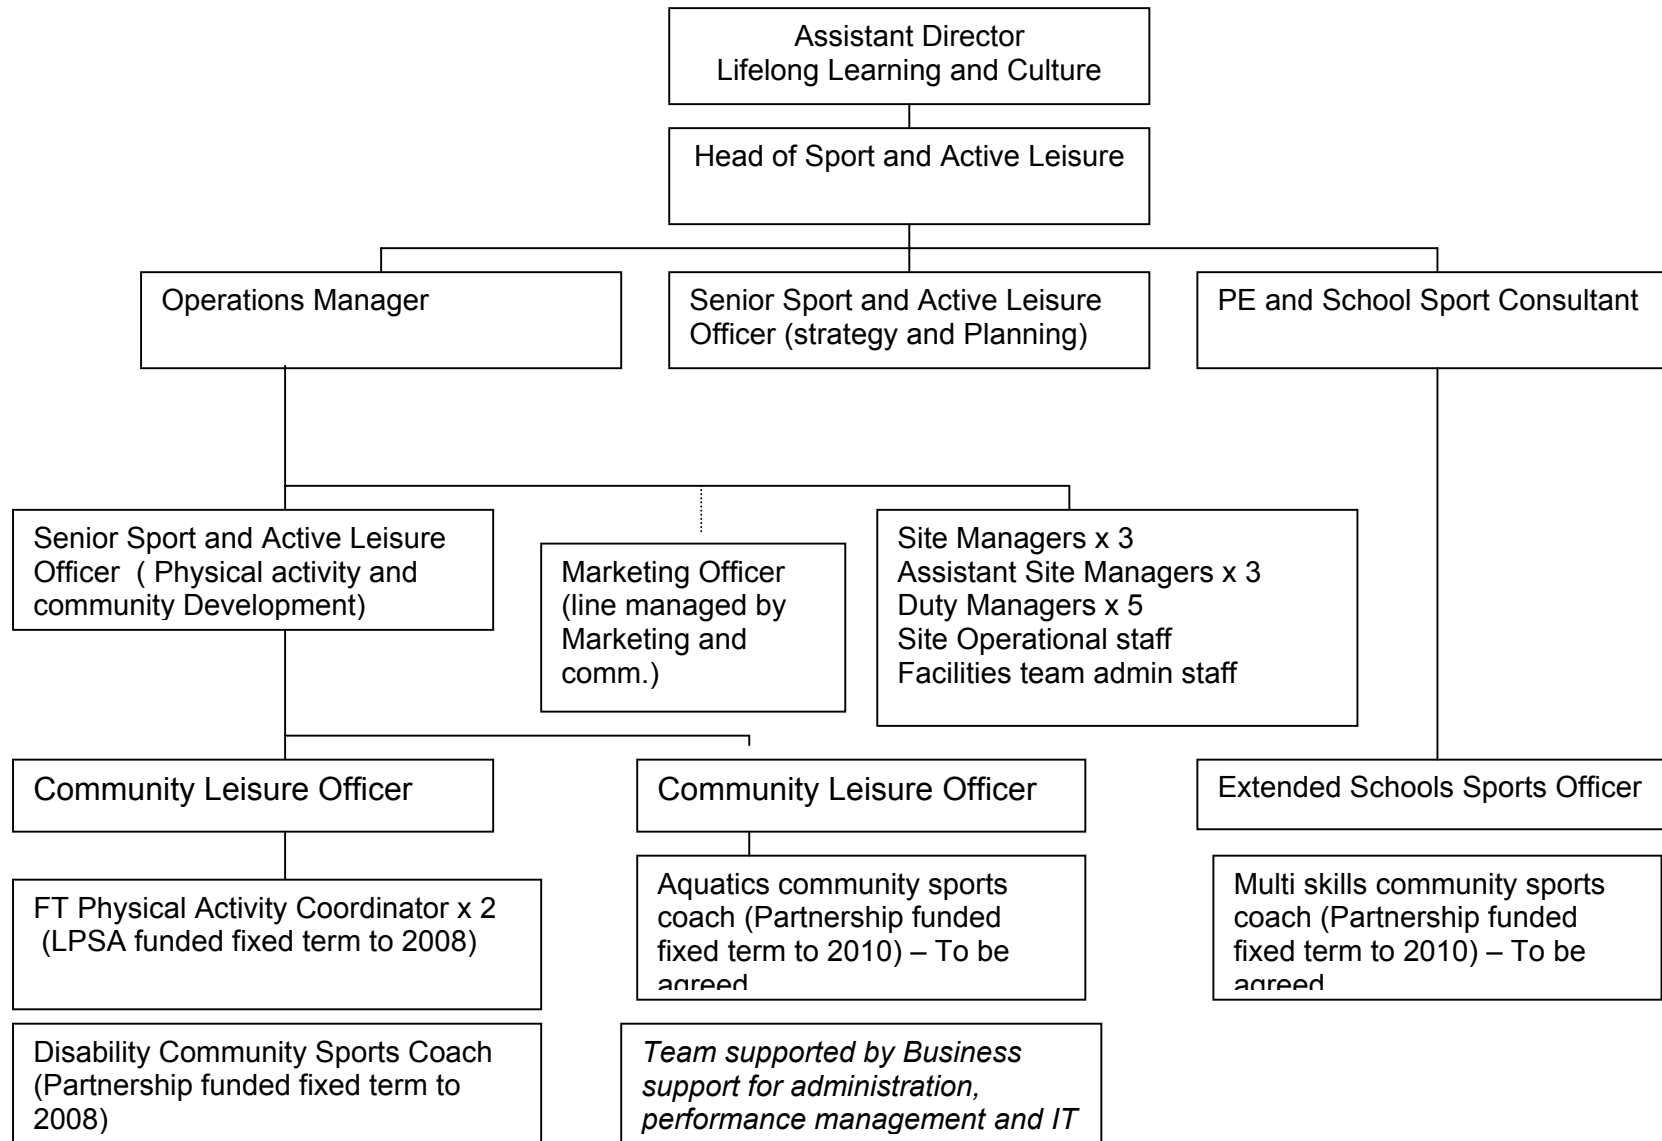 Assistant Director
Lifelong Learning and Culture
Head of Sport and Active Leisure
Operations Manager
Senior Sport and Active Leisure
Officer (strategy and Planning)
PE and School Sport Consultant
Senior Sport and Active Leisure
Officer ( Physical activity and
community Development)
Marketing Officer
(line managed by
Marketing and
comm.)
Site Managers x 3
Assistant Site Managers x 3
Duty Managers x 5
Site Operational staff
Facilities team admin staff
Community Leisure Officer
Community Leisure Officer
Extended Schools Sports Officer
FT Physical Activity Coordinator x 2
(LPSA funded fixed term to 2008)
Aquatics community sports
coach (Partnership funded
fixed term to 2010) – To be
agreed
Multi skills community sports
coach (Partnership funded
fixed term to 2010) – To be
agreed
Disability Community Sports Coach
(Partnership funded fixed term to
2008)
Team supported by Business
support for administration,
performance management and IT